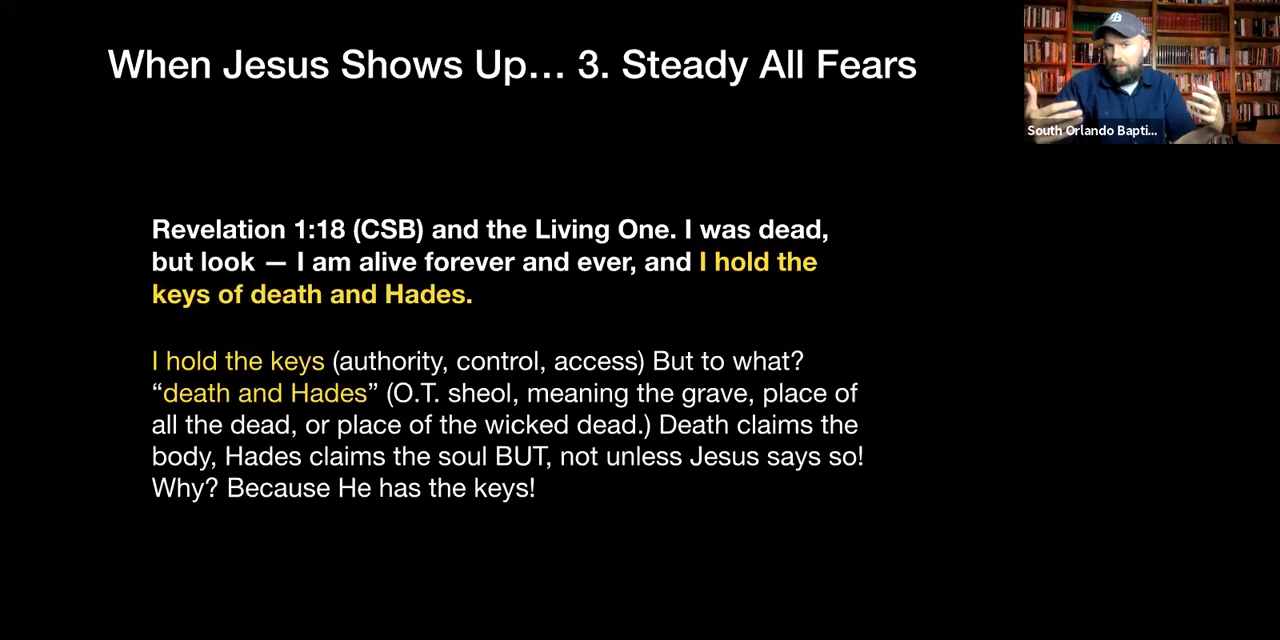 When Jesus Shows Up... 3. Steady All Fears
South Orlando Bapti...
Revelation 1:18 (CSB) and the Living One. I was dead,
but look — I am alive forever and ever, and I hold the
keys of death and Hades.
I hold the keys (authority, control, access) But to what?
“death and Hades” (O.T. sheol, meaning the grave, place of
all the dead, or place of the wicked dead.) Death claims the
body, Hades claims the soul BUT, not unless Jesus says so!
Why? Because He has the keys!